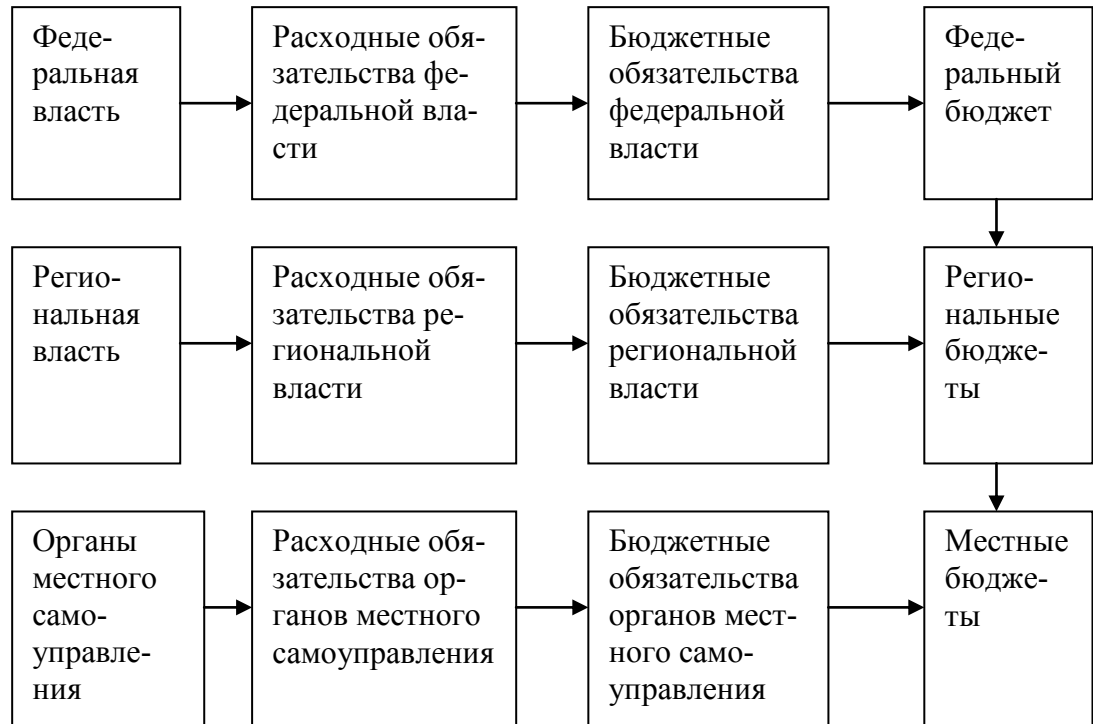 Феде-
ральная
власть
Расходные обя-
зательства фе-
деральной вла-
сти
Бюджетные
обязательства
федеральной
власти
Феде-
ральный
бюджет
Регио-
нальная
власть
Расходные обя-
зательства ре-
гиональной
власти
Бюджетные
обязательства
региональной
власти
Регио-
нальные
бюдже-
ты
Органы
местного
само-
управле-
ния
Расходные обя-
зательства ор-
ганов местного
самоуправления
Бюджетные
обязательства
органов мест-
ного само-
управления
Местные
бюдже-
ты